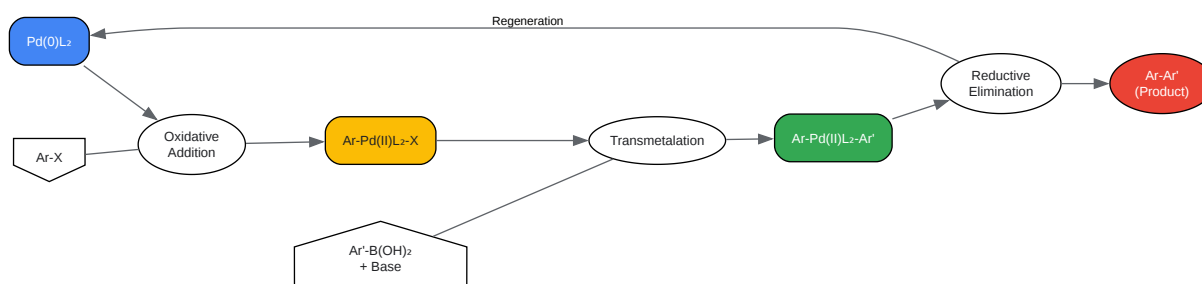 Regeneration
Pd(0)L₂
Reductive
Elimination
Ar-Ar'
(Product)
Oxidative
Addition
Ar-X
Ar-Pd(II)L₂-X
Transmetalation
Ar-Pd(II)L₂-Ar'
Ar'-B(OH)₂
+ Base